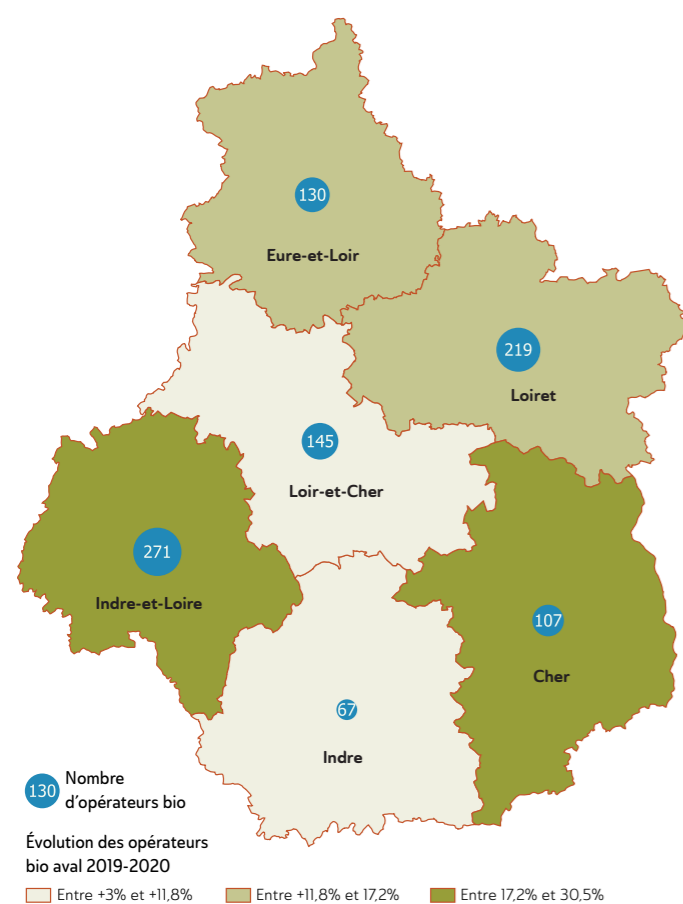 130
Eure-et-Loir
219
Loiret
145
Loir-et-Cher
271
Indre-et-Loire
107
Cher
67
Indre
130
Nombre
d'opérateurs bio
Évolution des opérateurs
bio aval 2019-2020
Entre +3% et +11,8%
Entre +11,8% et 17,2%
Entre 17,2% et 30,5%